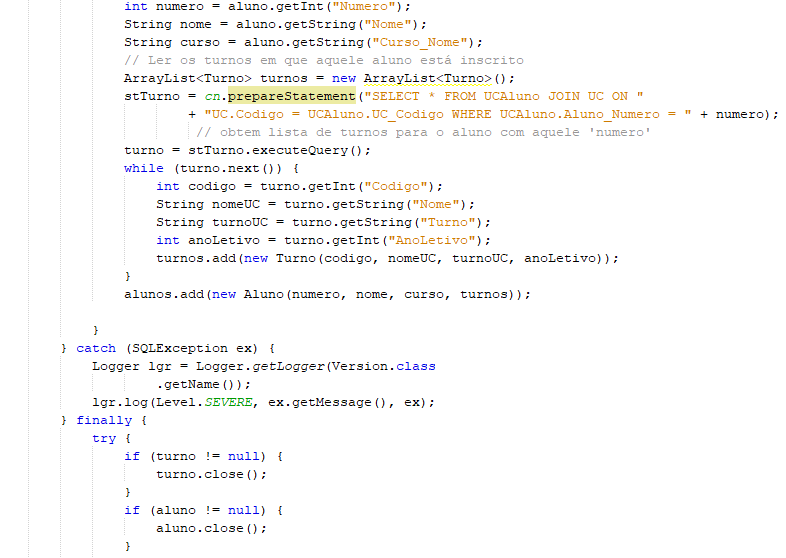 int numero = aluno.getInt("Numero");
String nome = aluno.getString("Nome");
String curso = aluno.getString("Curso_Nome");
// Ler os turnos em que aquele aluno está inscrito
ArrayList<Turno> turnos = new ArrayList<Turno>();
stTurno = cn.prepareStatement("SELECT * FROM UCAluno JOIN UC ON "
+ "UC.Codigo = UCAluno.UC_Codigo WHERE UCAluno.Aluno_Numero = " + numero);
// obtem lista de turnos para o aluno com aquele 'numero'
turno = stTurno.executeQuery();
while (turno.next()) {
int codigo = turno.getInt("Codigo");
String nomeUC = turno.getString("Nome");
String turnoUC = turno.getString("Turno");
int anoLetivo = turno.getInt("AnoLetivo");
turnos.add(new Turno(codigo, nomeUC, turnoUC, anoLetivo));
}
alunos.add(new Aluno(numero, nome, curso, turnos));
}
} catch (SQLException ex) {
Logger lgr = Logger.getLogger(Version.class
.getName());
lgr.log(Level.SEVERE, ex.getMessage(), ex);
} finally {
try {
if (turno != null) {
turno.close();
}
if (aluno != null) {
aluno.close();
}